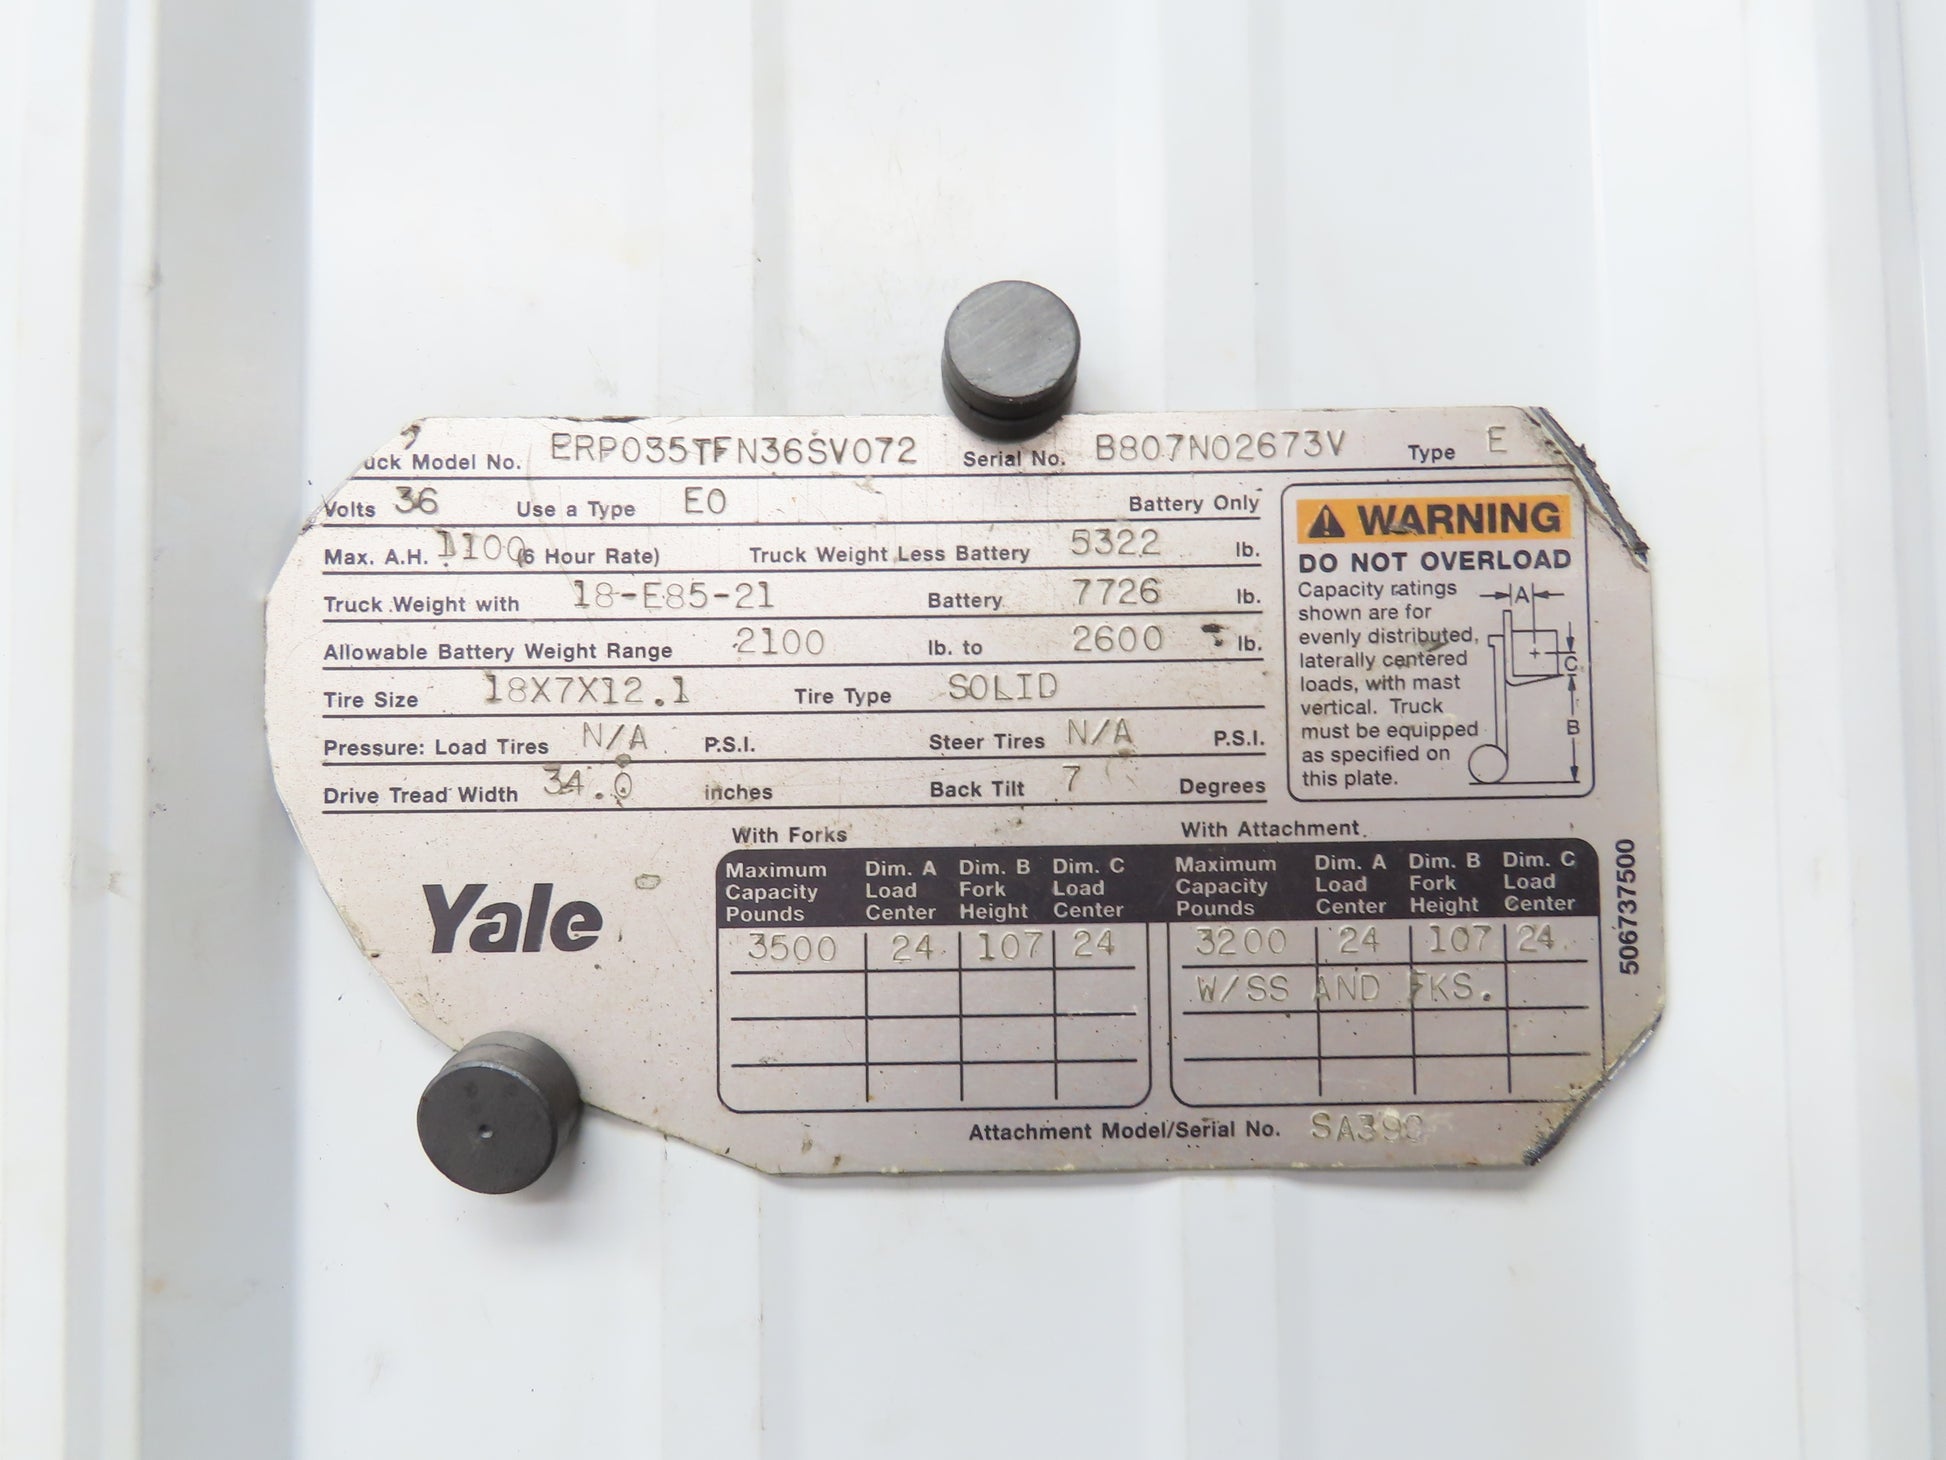 uck Model No. ERP035TFN36SV072 Serial No. B807N02673V Type E
Volts 36 Use a Type EO Battery Only
Max. A.H. 1100 (6 Hour Rate) Truck Weight Less Battery 5322 lb.
Truck Weight with 18-E85-21 Battery 7726 lb.
Allowable Battery Weight Range 2100 lb. to 2600 lb.
Tire Size 18X7X12.1 Tire Type SOLID
Pressure: Load Tires N/A P.S.I. Steer Tires N/A P.S.I.
Drive Tread Width 34.0 inches Back Tilt 7 Degrees
WARNING
DO NOT OVERLOAD
Capacity ratings
shown are for
evenly distributed,
laterally centered
loads, with mast
vertical. Truck
must be equipped
as specified on
this plate.
A
C
B
Yale
With Forks With Attachment
Maximum Dim. A Dim. B Dim. C Maximum Dim. A Dim. B Dim. C
Capacity Load Fork Load Capacity Load Fork Load
Pounds Center Height Center Pounds Center Height Center
3500 24 107 24 3200 24 107 24
W/SS AND FKS.
Attachment Model/Serial No.
506737500